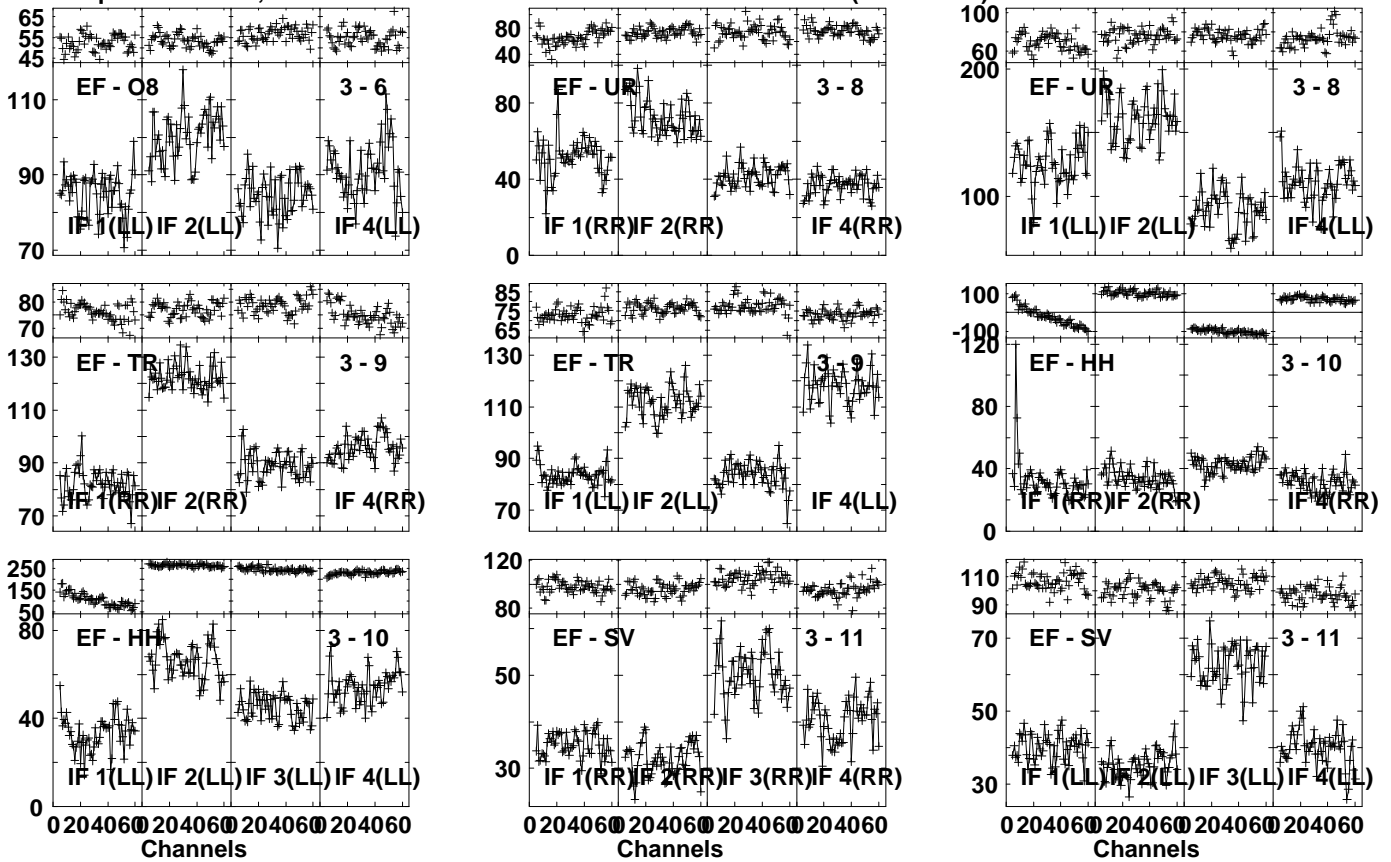 65
55
45
EF - O8
3 - 6
110
90
70
IF 1(LL) IF 2(LL) IF 4(LL)
80
40
EF - UR
3 - 8
80
40
0
IF 1(RR) IF 2(RR) IF 4(RR)
100
60
200
EF - UR
3 - 8
100
IF 1(LL) IF 2(LL) IF 4(LL)
80
70
EF - TR
3 - 9
130
110
90
70
IF 1(RR) IF 2(RR) IF 4(RR)
85
75
65
EF - TR
3 - 9
130
110
90
70
IF 1(LL) IF 2(LL) IF 4(LL)
100
-100
120
EF - HH
3 - 10
80
40
0
IF 1(RR) IF 2(RR) IF 4(RR)
250
150
50
80
EF - HH
3 - 10
40
0
IF 1(LL) IF 2(LL) IF 3(LL) IF 4(LL)
0 20 40 60 0 20 40 60 0 20 40 60 0 20 40 60
Channels
120
80
EF - SV
3 - 11
50
30
IF 1(RR) IF 2(RR) IF 3(RR) IF 4(RR)
0 20 40 60 0 20 40 60 0 20 40 60 0 20 40 60
Channels
110
90
70
EF - SV
3 - 11
50
30
IF 1(LL) IF 2(LL) IF 3(LL) IF 4(LL)
0 20 40 60 0 20 40 60 0 20 40 60 0 20 40 60
Channels